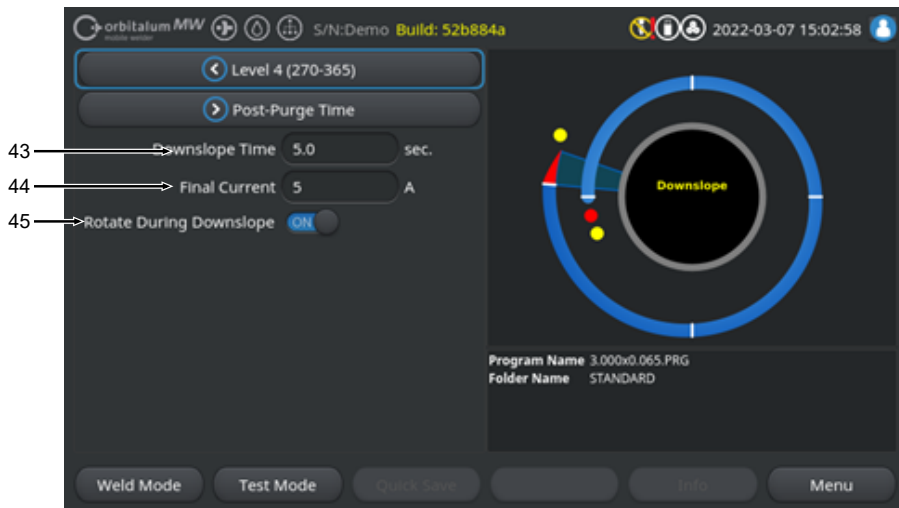 orbitalum MW S/N:Demo Build: 52b884a 2022-03-07 15:02:58
mobile welder
Level 4 (270-365)
Post-Purge Time
43 Downslope Time 5.0 sec.
44 Final Current 5 A
45 Rotate During Downslope ON
Downslope
Program Name 3.000x0.065.PRG
Folder Name STANDARD
Weld Mode Test Mode Quick Save Info Menu